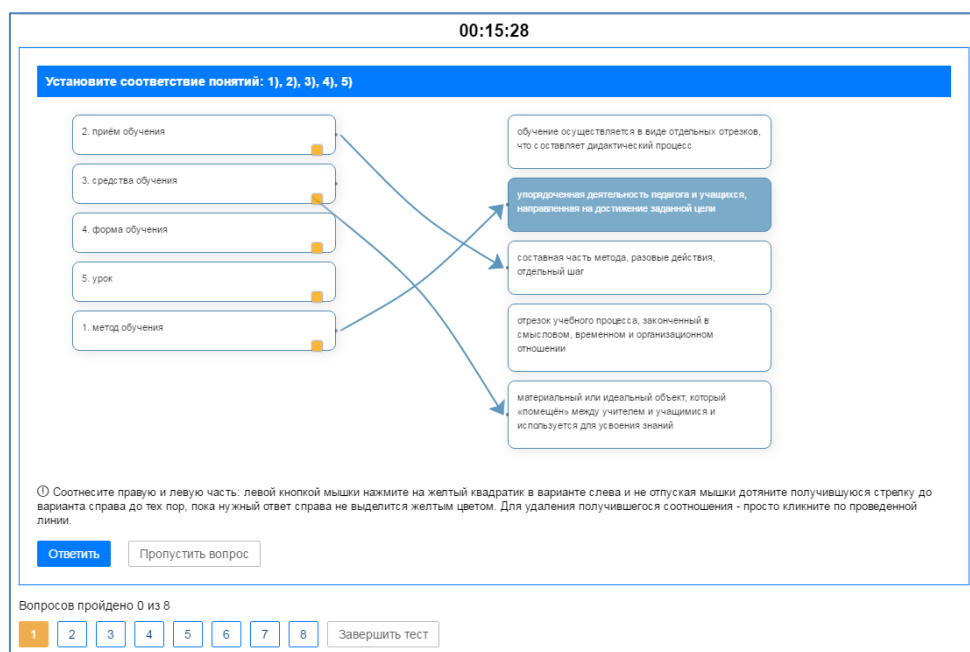 00:15:28
Установите соответствие понятий: 1), 2), 3), 4), 5)
2. приём обучения
3. средства обучения
4. форма обучения
5. урок
1. метод обучения
обучение осуществляется в виде отдельных отрезков,
что составляет дидактический процесс
упорядоченная деятельность педагога и учащихся,
направленная на достижение заданной цели
составная часть метода, разовые действия,
отдельный шаг
отрезок учебного процесса, законченный в
смысловом, временном и организационном
отношении
материальный или идеальный объект, который
«помещён» между учителем и учащимися и
используется для усвоения знаний
Соотнесите правую и левую часть: левой кнопкой мышки нажмите на желтый квадратик в варианте слева и не отпуская мышки дотяните получившуюся стрелку до
варианта справа до тех пор, пока нужный ответ справа не выделится желтым цветом. Для удаления получившегося соотношения - просто кликните по проведенной
линии.
Ответить Пропустить вопрос
Вопросов пройдено 0 из 8
1 2 3 4 5 6 7 8 Завершить тест